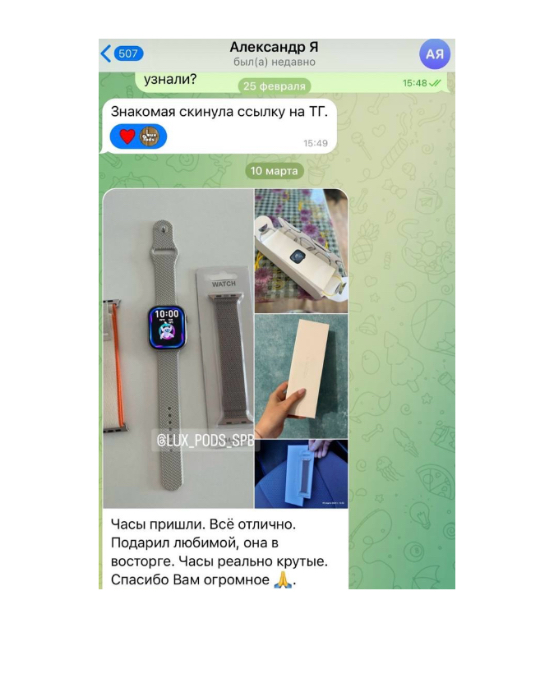 507
Александр Я
был(а) недавно
АЯ
узнали?
15:48
25 февраля
Знакомая скинула ссылку на ТГ.
15:49
10 марта
WATCH
10:00
@LUX_PODS_SPB
Часы пришли. Всё отлично.
Подарил любимой, она в
восторге. Часы реально крутые.
Спасибо Вам огромное 🙏.